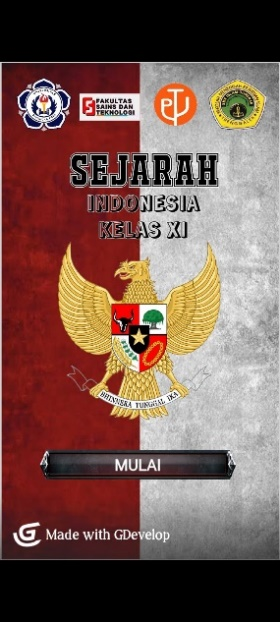 FAKULTAS
SAINS DAN
TEKNOLOGI
SEJARAH
INDONESIA
KELAS XI
BHINNEKA TUNGGAL IKA
MULAI
Made with GDevelop